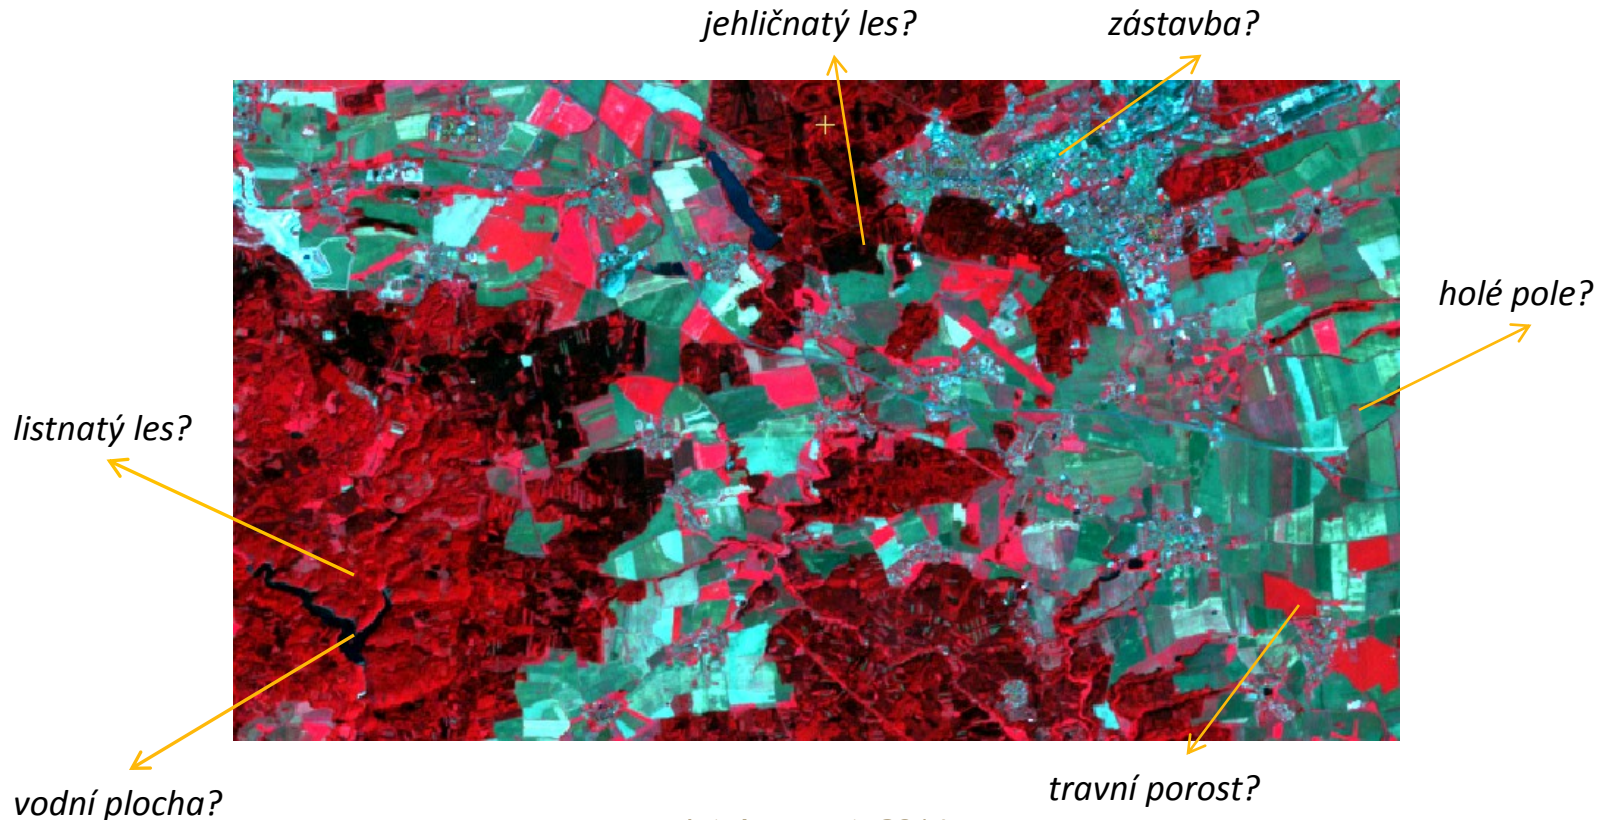 jehličnatý les?
zástavba?
holé pole?
listnatý les?
travní porost?
vodní plocha?